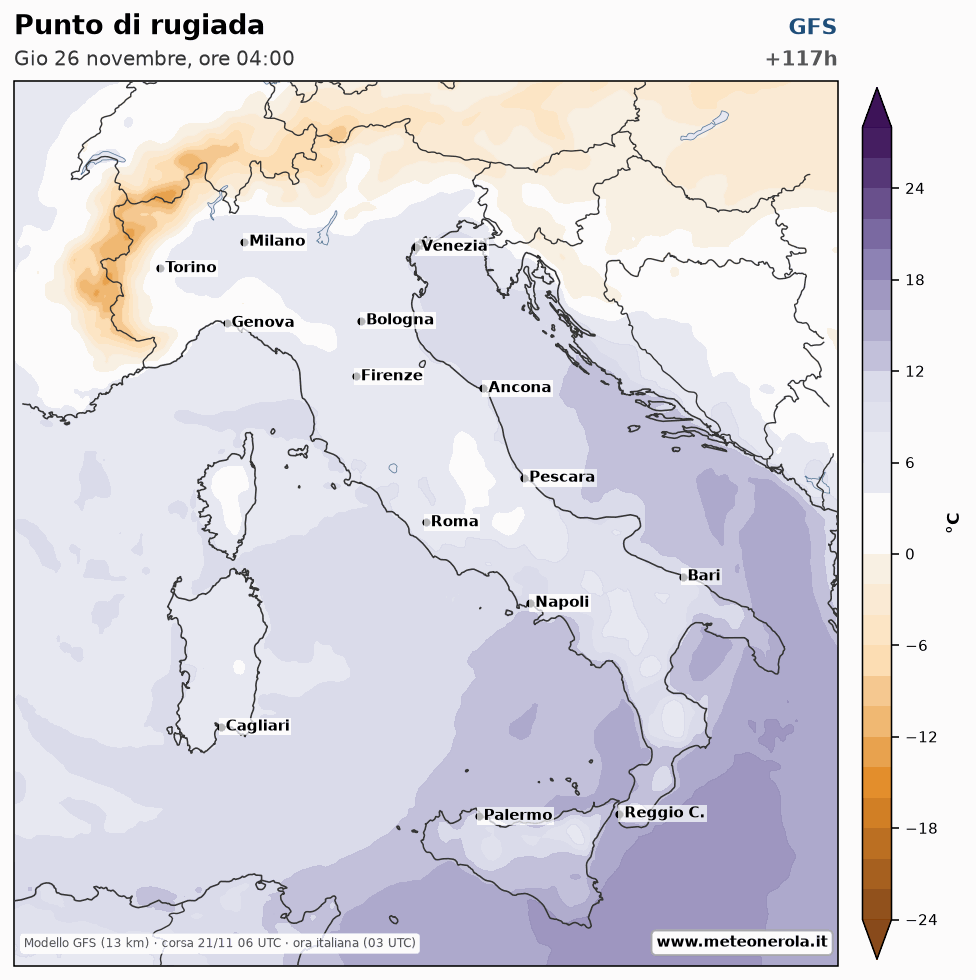 Punto di rugiada
GFS
Gio 26 novembre, ore 04:00
+117h
Milano
Venezia
Torino
Genova
Bologna
Firenze
Ancona
Pescara
Roma
Bari
Napoli
Cagliari
Palermo
Reggio C.
24
18
12
6
0
−6
−12
−18
−24
°C
Modello GFS (13 km) · corsa 21/11 06 UTC · ora italiana (03 UTC)
www.meteonerola.it